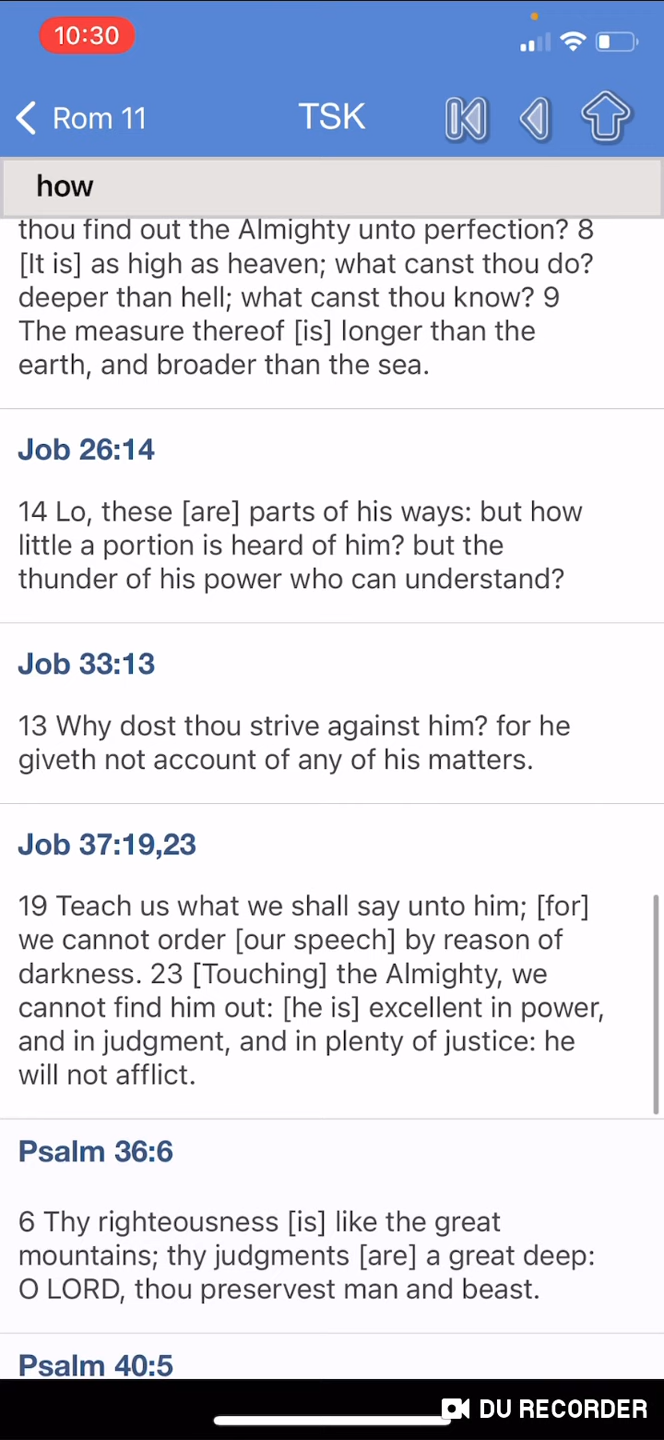 10:30
Rom 11
TSK
how
thou find out the Almighty unto perfection? 8
[It is] as high as heaven; what canst thou do?
deeper than hell; what canst thou know? 9
The measure thereof [is] longer than the
earth, and broader than the sea.
Job 26:14
14 Lo, these [are] parts of his ways: but how
little a portion is heard of him? but the
thunder of his power who can understand?
Job 33:13
13 Why dost thou strive against him? for he
giveth not account of any of his matters.
Job 37:19,23
19 Teach us what we shall say unto him; [for]
we cannot order [our speech] by reason of
darkness. 23 [Touching] the Almighty, we
cannot find him out: [he is] excellent in power,
and in judgment, and in plenty of justice: he
will not afflict.
Psalm 36:6
6 Thy righteousness [is] like the great
mountains; thy judgments [are] a great deep:
O LORD, thou preservest man and beast.
Psalm 40:5
DU RECORDER